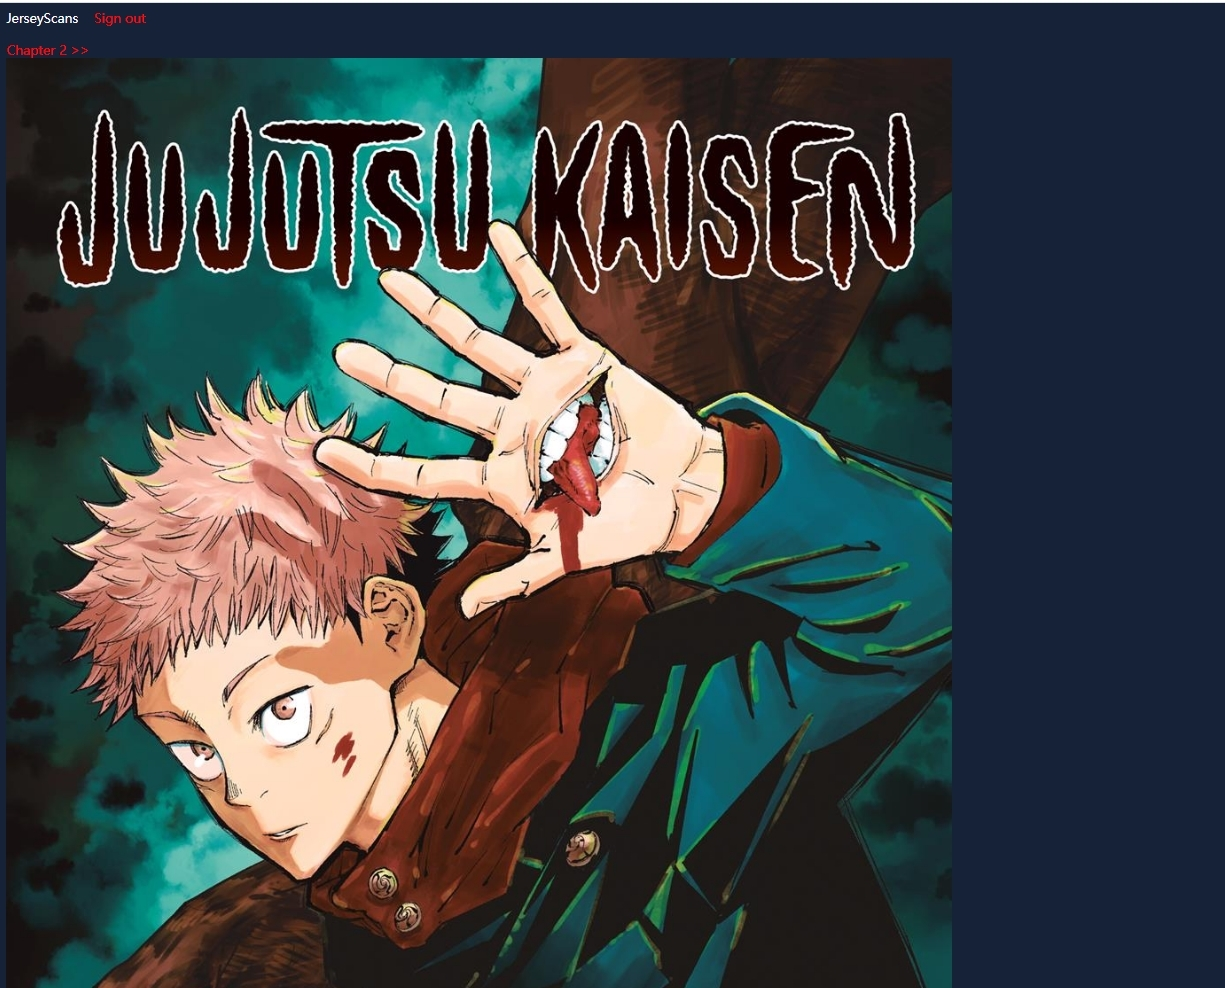 JerseyScans Sign out
Chapter 2 >>
JUJUTSU KAISEN